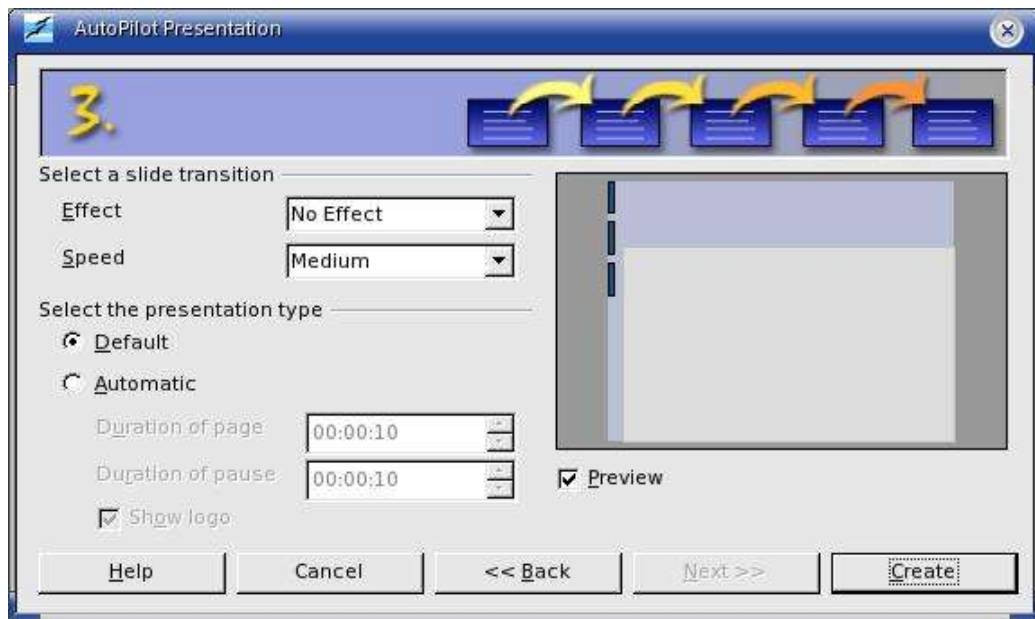 AutoPilot Presentation
3.
Select a slide transition
Effect
No Effect
Speed
Medium
Select the presentation type
Default
Automatic
Duration of page
00:00:10
Duration of pause
00:00:10
Preview
Show logo
Help
Cancel
<< Back
Next >>
Create